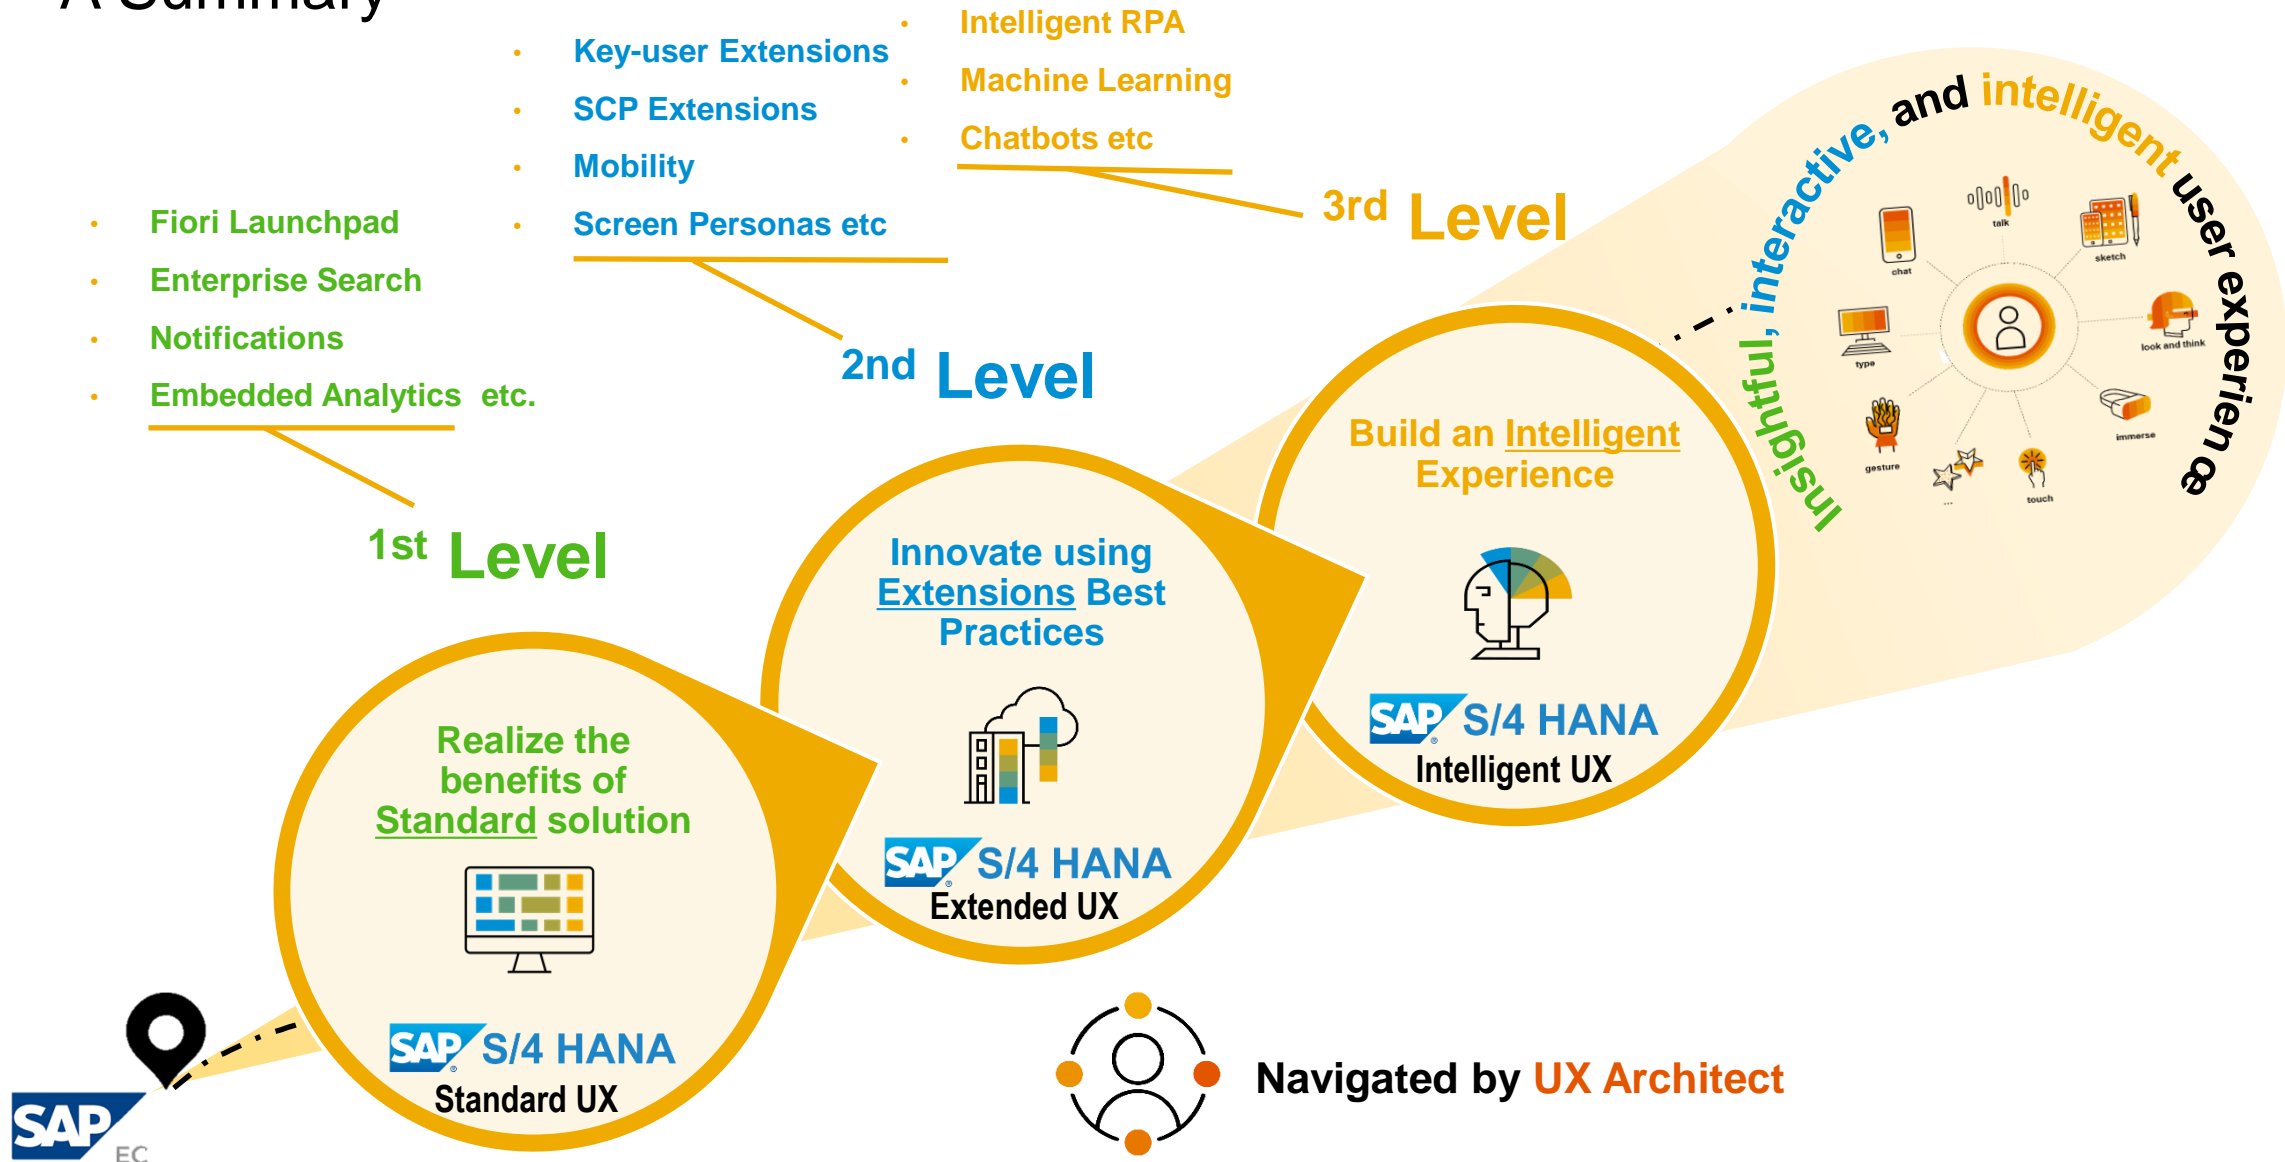 A Summary
Fiori Launchpad
Enterprise Search
Notifications
Embedded Analytics etc.
1st Level
Key-user Extensions
SCP Extensions
Mobility
Screen Personas etc
2nd Level
Intelligent RPA
Machine Learning
Chatbots etc
3rd Level
Realize the
benefits of
Standard solution
SAP S/4 HANA
Standard UX
Innovate using
Extensions Best
Practices
SAP S/4 HANA
Extended UX
Build an Intelligent
Experience
SAP S/4 HANA
Intelligent UX
Insightful, interactive, and intelligent user experience
talk
sketch
chat
look and think
type
immerse
gesture
touch
...
SAP
EC
Navigated by UX Architect